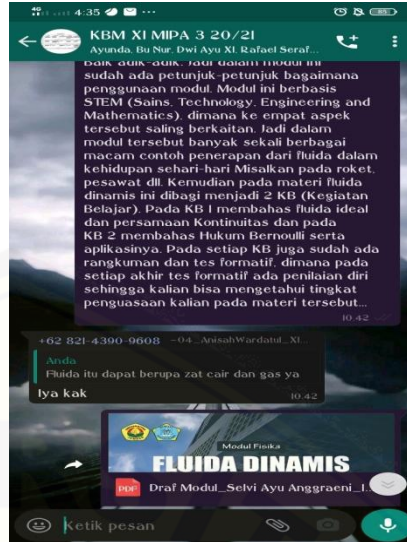 4G 4:35 ...
85
KBM XI MIPA 3 20/21
Ayunda, Bu Nur, Dwi Ayu XI, Rafael Seraf...
baik adik-adik. Jadi dalam modul ini
sudah ada petunjuk-petunjuk bagaimana
penggunaan modul. Modul ini berbasis
STEM (Sains, Technology, Engineering and
Mathematics), dimana ke empat aspek
tersebut saling berkaitan. Jadi dalam
modul tersebut banyak sekali berbagai
macam contoh penerapan dari fluida dalam
kehidupan sehari-hari Misalkan pada roket,
pesawat dll. Kemudian pada materi fluida
dinamis ini dibagi menjadi 2 KB (Kegiatan
Belajar). Pada KB 1 membahas fluida ideal
dan persamaan Kontinuitas dan pada
KB 2 membahas Hukum Bernoulli serta
aplikasinya. Pada setiap KB juga sudah ada
rangkuman dan tes formatif, dimana pada
setiap akhir tes formatif ada penilaian diri
sehingga kalian bisa mengetahui tingkat
penguasaan kalian pada materi tersebut...
10.42
+62 821-4390-9608 ~04_AnisahWardatul_XI...
Anda
Fluida itu dapat berupa zat cair dan gas ya
Iya kak
10.42
Modul Fisika
FLUIDA DINAMIS
PDF Draf Modul_Selvi Ayu Anggraeni_1...
Ketik pesan